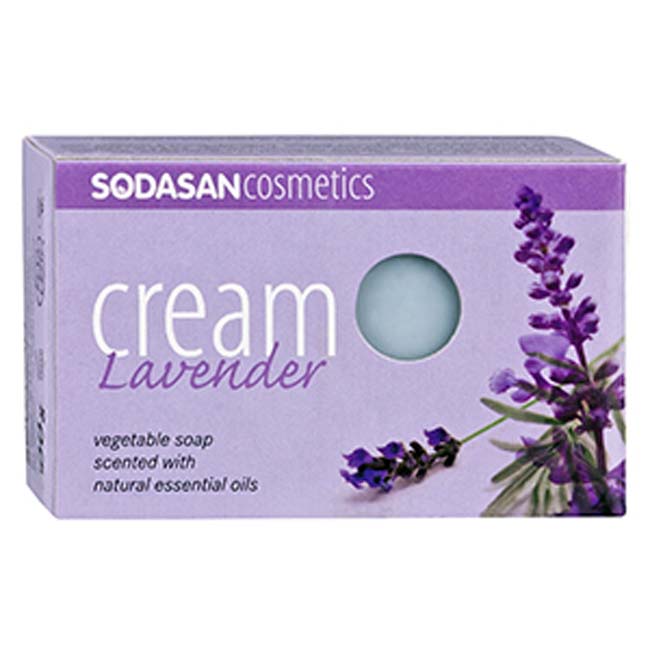 SODASANcosmetics
cream
Lavender
vegetable soap
scented with
natural essential oils